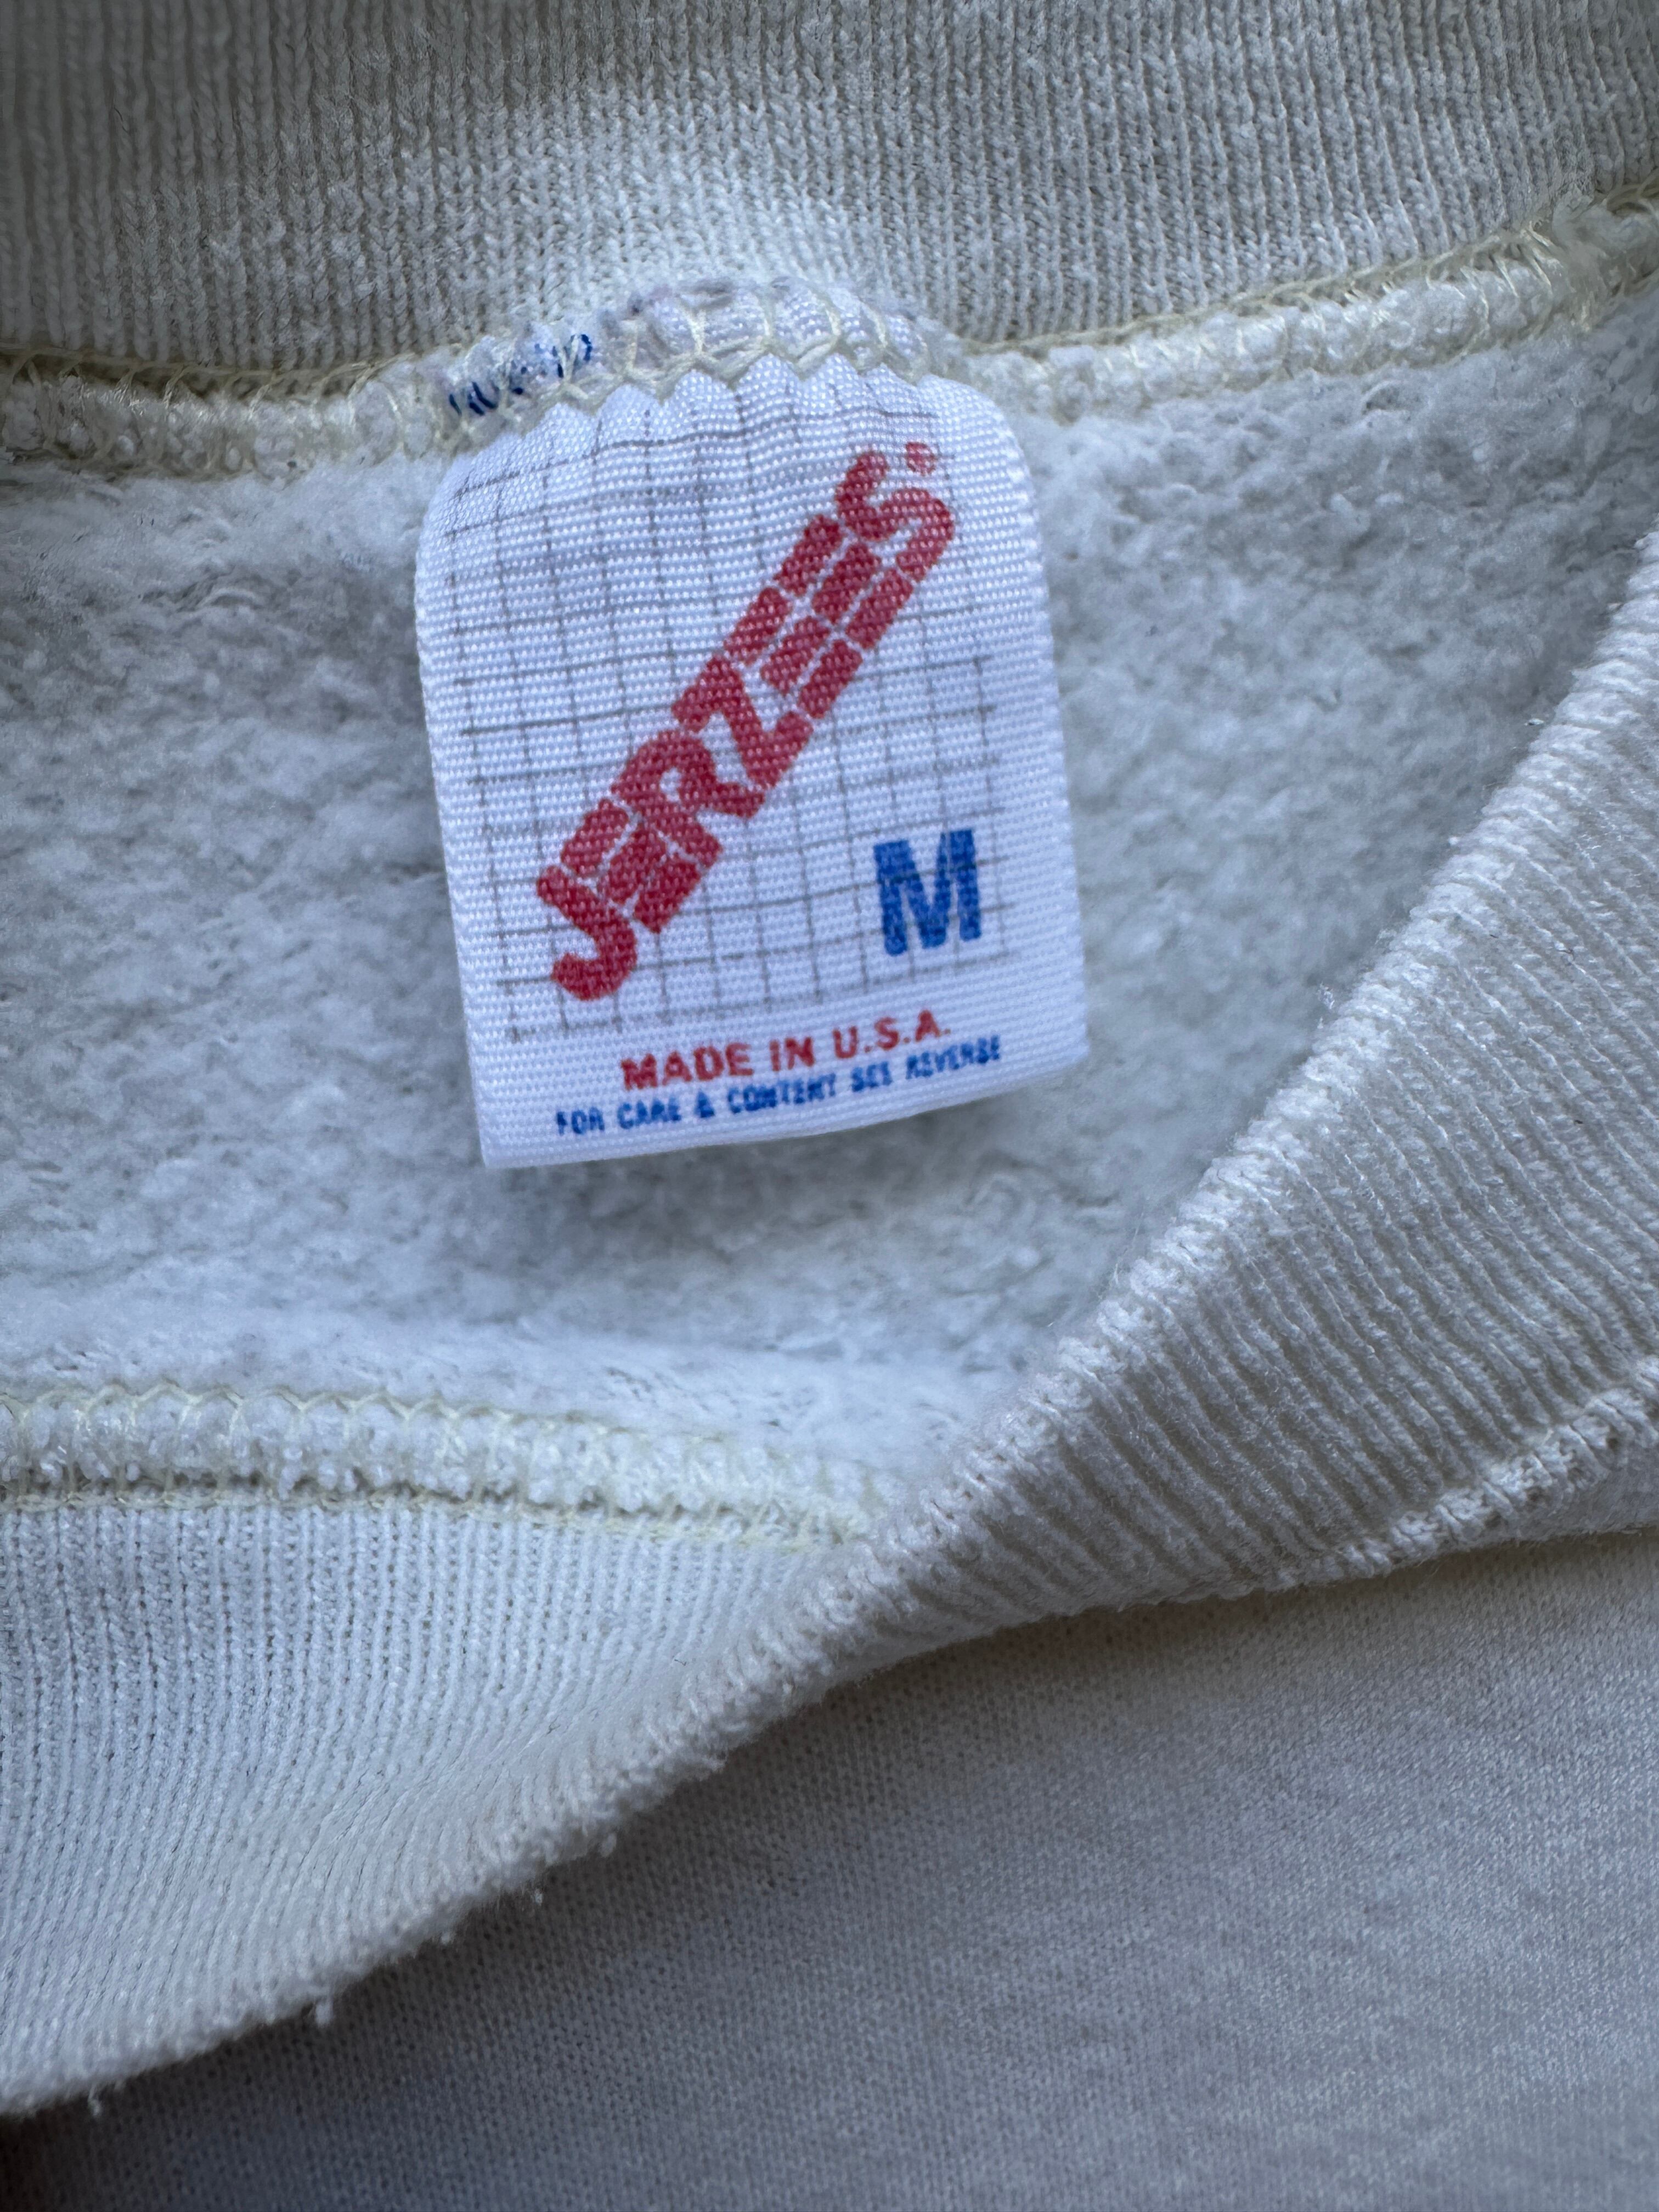 JERZEES.
M
MADE IN U.S.A.
FOR CARE & CONTENT SEE REVERSE